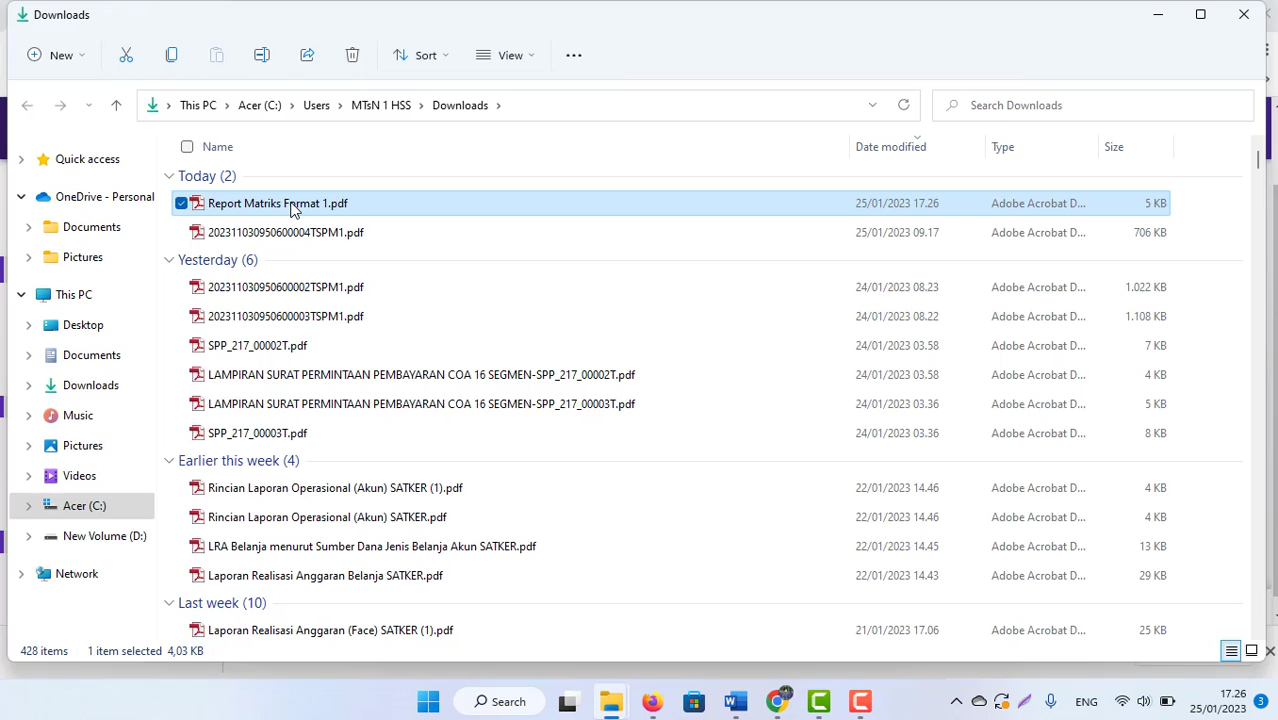 Downloads
New Sort View
This PC Acer (C:) Users MTsN 1 HSS Downloads Search Downloads
Name Date modified Type Size
Quick access
OneDrive - Personal
Documents
Pictures
This PC
Desktop
Documents
Downloads
Music
Pictures
Videos
Acer (C:)
New Volume (D:)
Network
Today (2)
Report Matriks Format 1.pdf 25/01/2023 17.26 Adobe Acrobat D... 5 KB
202311030950600004TSPM1.pdf 25/01/2023 09.17 Adobe Acrobat D... 706 KB
Yesterday (6)
202311030950600002TSPM1.pdf 24/01/2023 08.23 Adobe Acrobat D... 1.022 KB
202311030950600003TSPM1.pdf 24/01/2023 08.22 Adobe Acrobat D... 1.108 KB
SPP_217_00002T.pdf 24/01/2023 03.58 Adobe Acrobat D... 7 KB
LAMPIRAN SURAT PERMINTAAN PEMBAYARAN COA 16 SEGMEN-SPP_217_00002T.pdf 24/01/2023 03.58 Adobe Acrobat D... 4 KB
LAMPIRAN SURAT PERMINTAAN PEMBAYARAN COA 16 SEGMEN-SPP_217_00003T.pdf 24/01/2023 03.36 Adobe Acrobat D... 5 KB
SPP_217_00003T.pdf 24/01/2023 03.36 Adobe Acrobat D... 8 KB
Earlier this week (4)
Rincian Laporan Operasional (Akun) SATKER (1).pdf 22/01/2023 14.46 Adobe Acrobat D... 4 KB
Rincian Laporan Operasional (Akun) SATKER.pdf 22/01/2023 14.46 Adobe Acrobat D... 4 KB
LRA Belanja menurut Sumber Dana Jenis Belanja Akun SATKER.pdf 22/01/2023 14.45 Adobe Acrobat D... 13 KB
Laporan Realisasi Anggaran Belanja SATKER.pdf 22/01/2023 14.43 Adobe Acrobat D... 29 KB
Last week (10)
Laporan Realisasi Anggaran (Face) SATKER (1).pdf 21/01/2023 17.06 Adobe Acrobat D... 25 KB
428 items 1 item selected 4,03 KB
Search ENG 17.26
25/01/2023 3